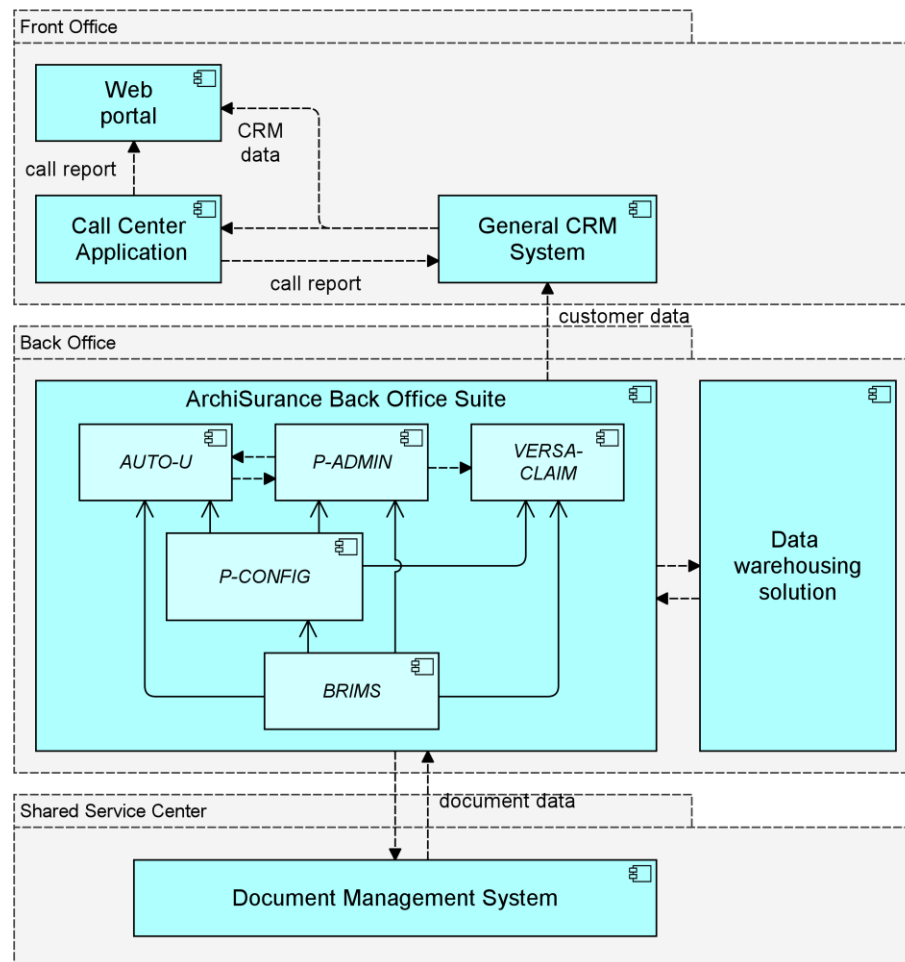 Front Office
Web
portal
CRM
data
call report
Call Center
Application
General CRM
System
call report
customer data
Back Office
ArchiSurance Back Office Suite
AUTO-U
P-ADMIN
VERSA-
CLAIM
P-CONFIG
BRIMS
Data
warehousing
solution
document data
Shared Service Center
Document Management System